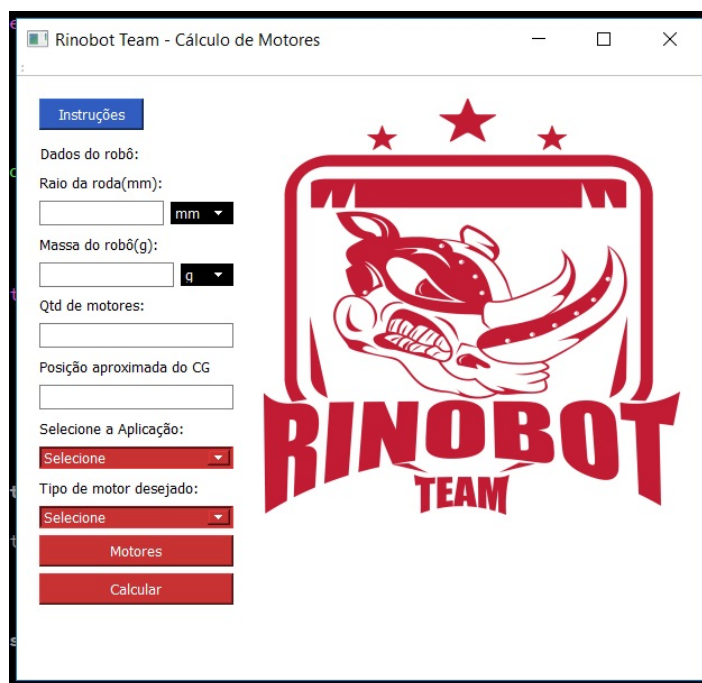 Rinobot Team - Cálculo de Motores
Instruções
Dados do robô:
Raio da roda(mm):
mm
Massa do robô(g):
g
Qtd de motores:
Posição aproximada do CG
Selecione a Aplicação:
Selecione
Tipo de motor desejado:
Selecione
Motores
Calcular
RINOBOT
TEAM